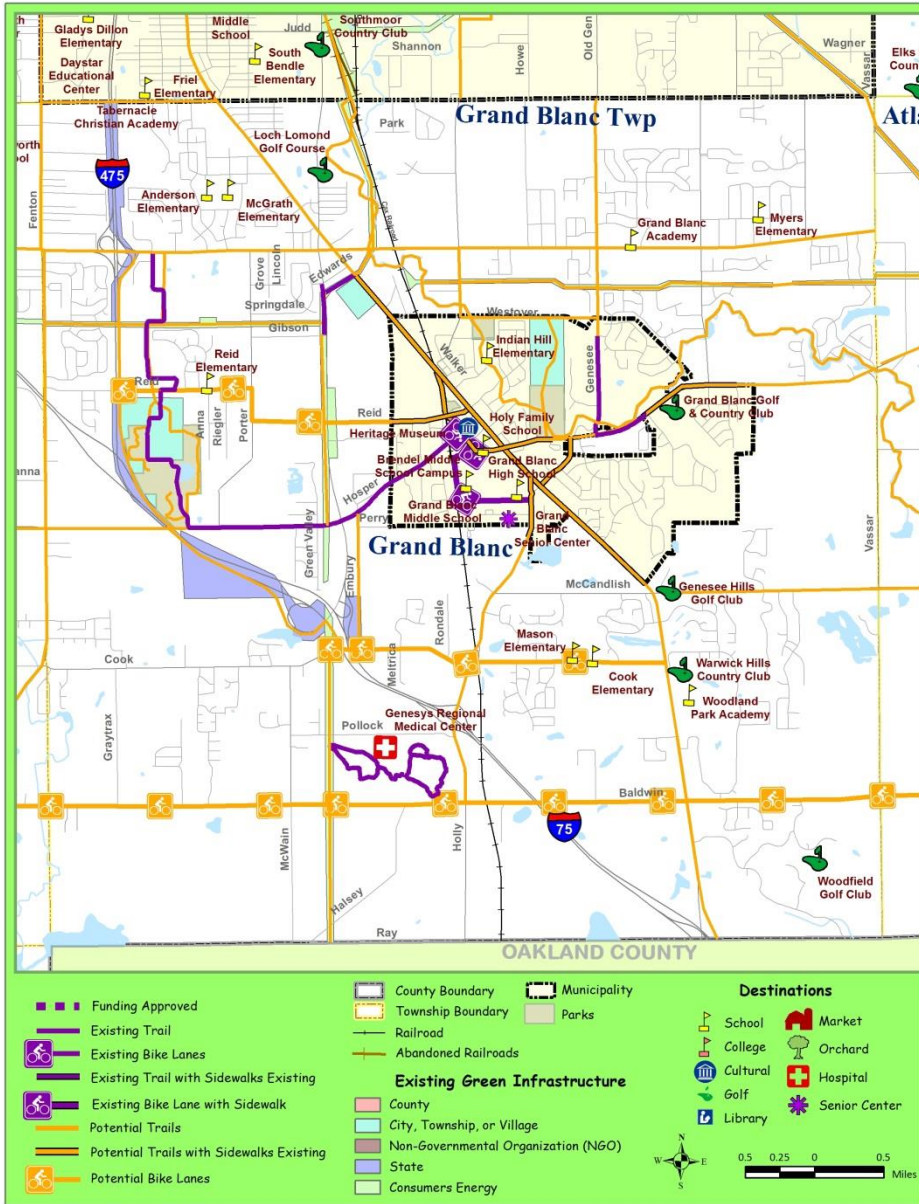 Gladys Dillon
Elementary
Middle
School
Judd
Southmoor
Country Club
Shannon
Howe
Old Gen
Wagner
Vassar
Elks
Coun
Daystar
Educational
Center
Friel
Elementary
South
Bendle
Elementary
Tabernacle
Christian Academy
Park
Grand Blanc Twp
Atla
Loch Lomond
Golf Course
Fenton
475
Anderson
Elementary
McGrath
Elementary
Grand Blanc
Academy
Myers
Elementary
Grove
Lincoln
Edwards
Springdale
Gibson
Westover
Walker
Indian Hill
Elementary
Genesee
Reid
Elementary
Reid
Anna
Riegler
Porter
Reid
Grand Blanc Golf
& Country Club
Heritage Museum
Holy Family
School
Brendel Middle
School Campus
Grand Blanc
High School
Hosper
Grand Blanc
Middle School
Perry
Grand
Blanc
Senior Center
Grand Blanc
Green Valley
Embury
Vassar
McCandlish
Genesee Hills
Golf Club
Rondale
Mason
Elementary
Cook
Meltrica
Cook
Elementary
Warwick Hills
Country Club
Woodland
Park Academy
Graytrax
Pollock
Genesys Regional
Medical Center
Baldwin
75
McWain
Holly
Halsey
Woodfield
Golf Club
Ray
OAKLAND COUNTY
Funding Approved
Existing Trail
Existing Bike Lanes
Existing Trail with Sidewalks Existing
Existing Bike Lane with Sidewalk
Potential Trails
Potential Trails with Sidewalks Existing
Potential Bike Lanes
County Boundary
Township Boundary
Railroad
Abandoned Railroads
Municipality
Parks
Existing Green Infrastructure
County
City, Township, or Village
Non-Governmental Organization (NGO)
State
Consumers Energy
Destinations
School
College
Cultural
Golf
Library
Market
Orchard
Hospital
Senior Center
N
W E
S
0.5 0.25 0 0.5
Miles